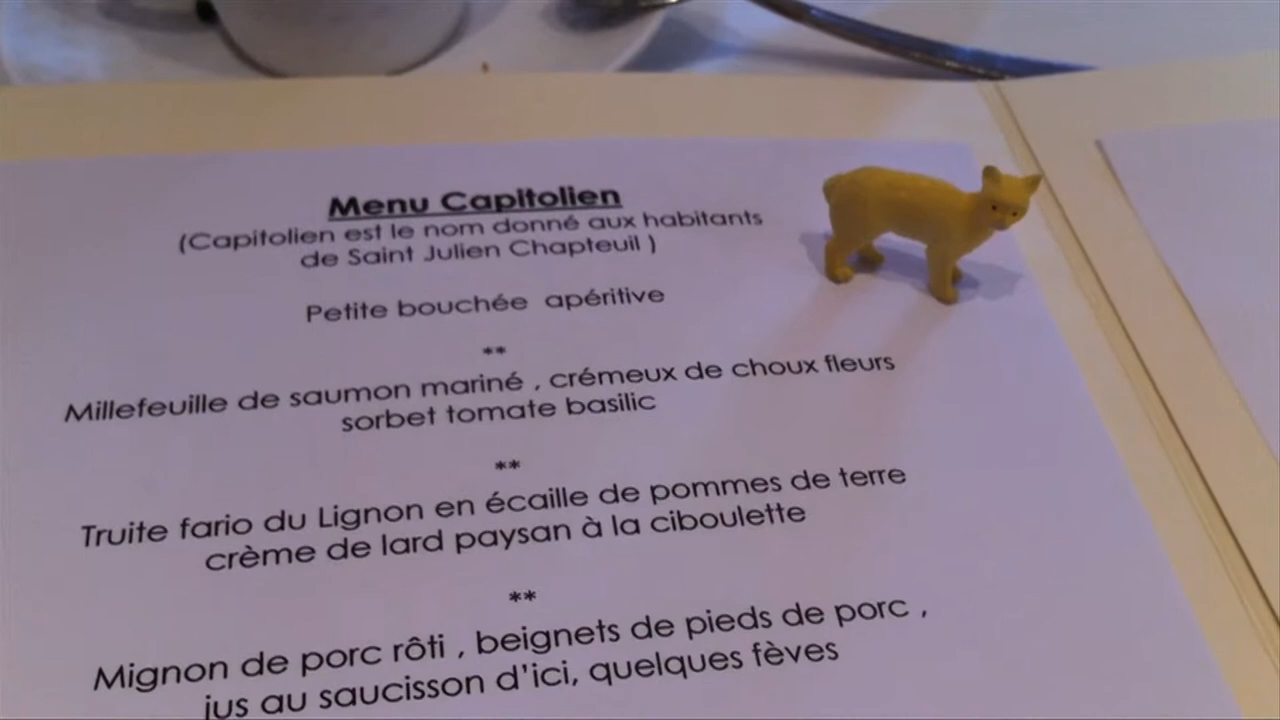 Menu Capitolien
(Capitolien est le nom donné aux habitants
de Saint Julien Chapteuil )
Petite bouchée apéritive
**
Millefeuille de saumon mariné , crémeux de choux fleurs
sorbet tomate basilic
**
Truite fario du Lignon en écaille de pommes de terre
crème de lard paysan à la ciboulette
**
Mignon de porc rôti , beignets de pieds de porc ,
jus au saucisson d'ici, quelques fèves